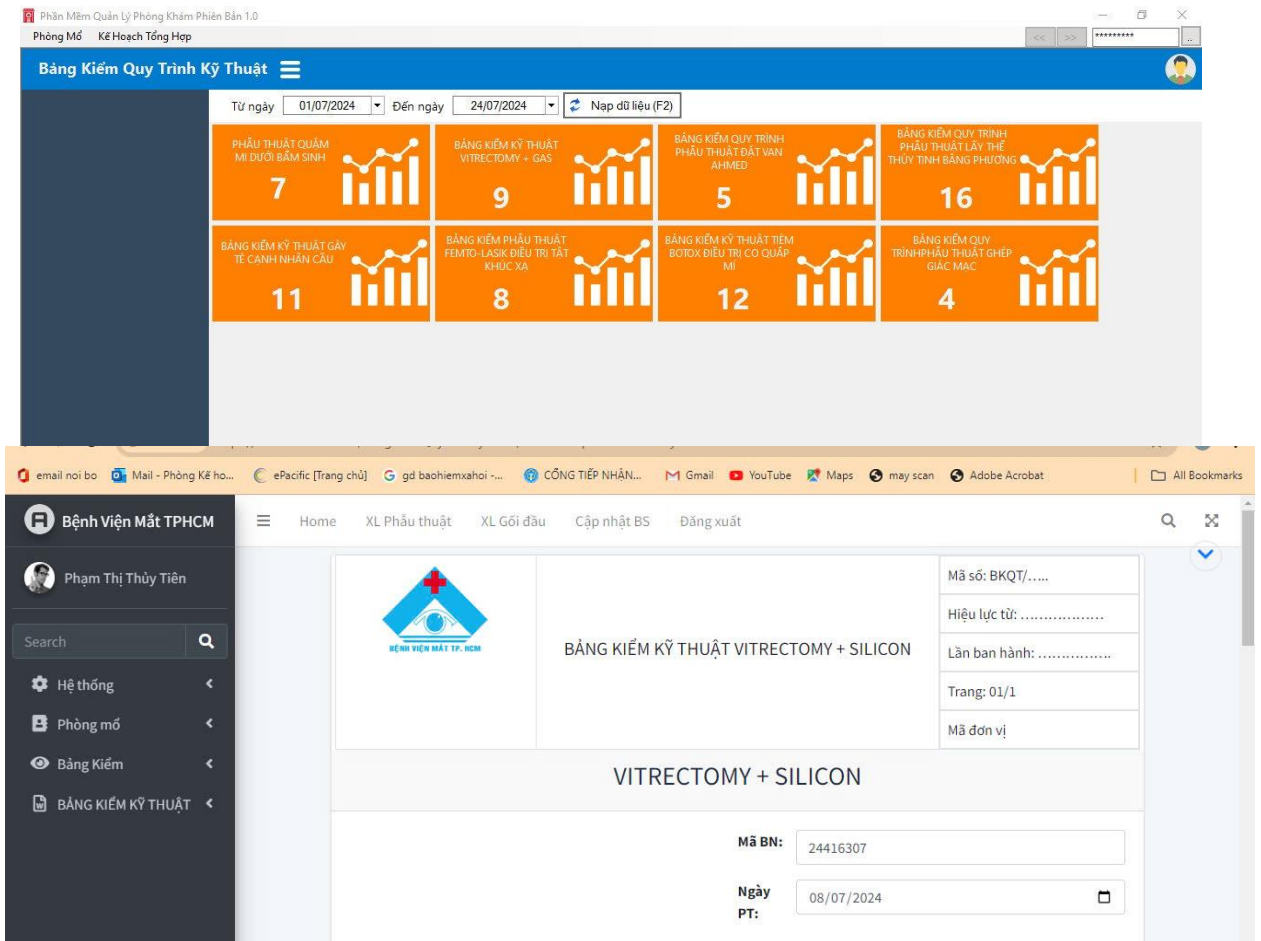 Phần Mềm Quản Lý Phòng Khám Phiên Bản 1.0
Phòng Mổ Kế Hoạch Tổng Hợp
<< >> ********* ..
Bảng Kiểm Quy Trình Kỹ Thuật
Từ ngày 01/07/2024 Đến ngày 24/07/2024 Nạp dữ liệu (F2)
PHẪU THUẬT QUẶM
MI DƯỚI BẨM SINH
7
BẢNG KIỂM KỸ THUẬT
VITRECTOMY + GAS
9
BẢNG KIỂM QUY TRÌNH
PHẪU THUẬT ĐẶT VAN
AHMED
5
BẢNG KIỂM QUY TRÌNH
PHẪU THUẬT LẤY THỂ
THỦY TINH BẰNG PHƯƠNG
16
BẢNG KIỂM KỸ THUẬT GÂY
TÊ CẠNH NHÃN CẦU
11
BẢNG KIỂM PHẪU THUẬT
FEMTO-LASIK ĐIỀU TRỊ TẬT
KHÚC XẠ
8
BẢNG KIỂM KỸ THUẬT TIÊM
BOTOX ĐIỀU TRỊ CO QUẮP
MÍ
12
BẢNG KIỂM QUY
TRÌNHPHẪU THUẬT GHÉP
GIÁC MẠC
4
email noi bo Mail - Phòng Kế ho... ePacific [Trang chủ] gd baohiemxahoi -... CỔNG TIẾP NHẬN... Gmail YouTube Maps may scan Adobe Acrobat All Bookmarks
Bệnh Viện Mắt TPHCM
Home XL Phẫu thuật XL Gối đầu Cập nhật BS Đăng xuất
Phạm Thị Thủy Tiên
Search
Hệ thống
Phòng mổ
Bảng Kiểm
BẢNG KIỂM KỸ THUẬT
BỆNH VIỆN MẮT TP. HCM
BẢNG KIỂM KỸ THUẬT VITRECTOMY + SILICON
Mã số: BKQT/…..
Hiệu lực từ: ………………
Lần ban hành: ……………
Trang: 01/1
Mã đơn vị
VITRECTOMY + SILICON
Mã BN: 24416307
Ngày PT: 08/07/2024